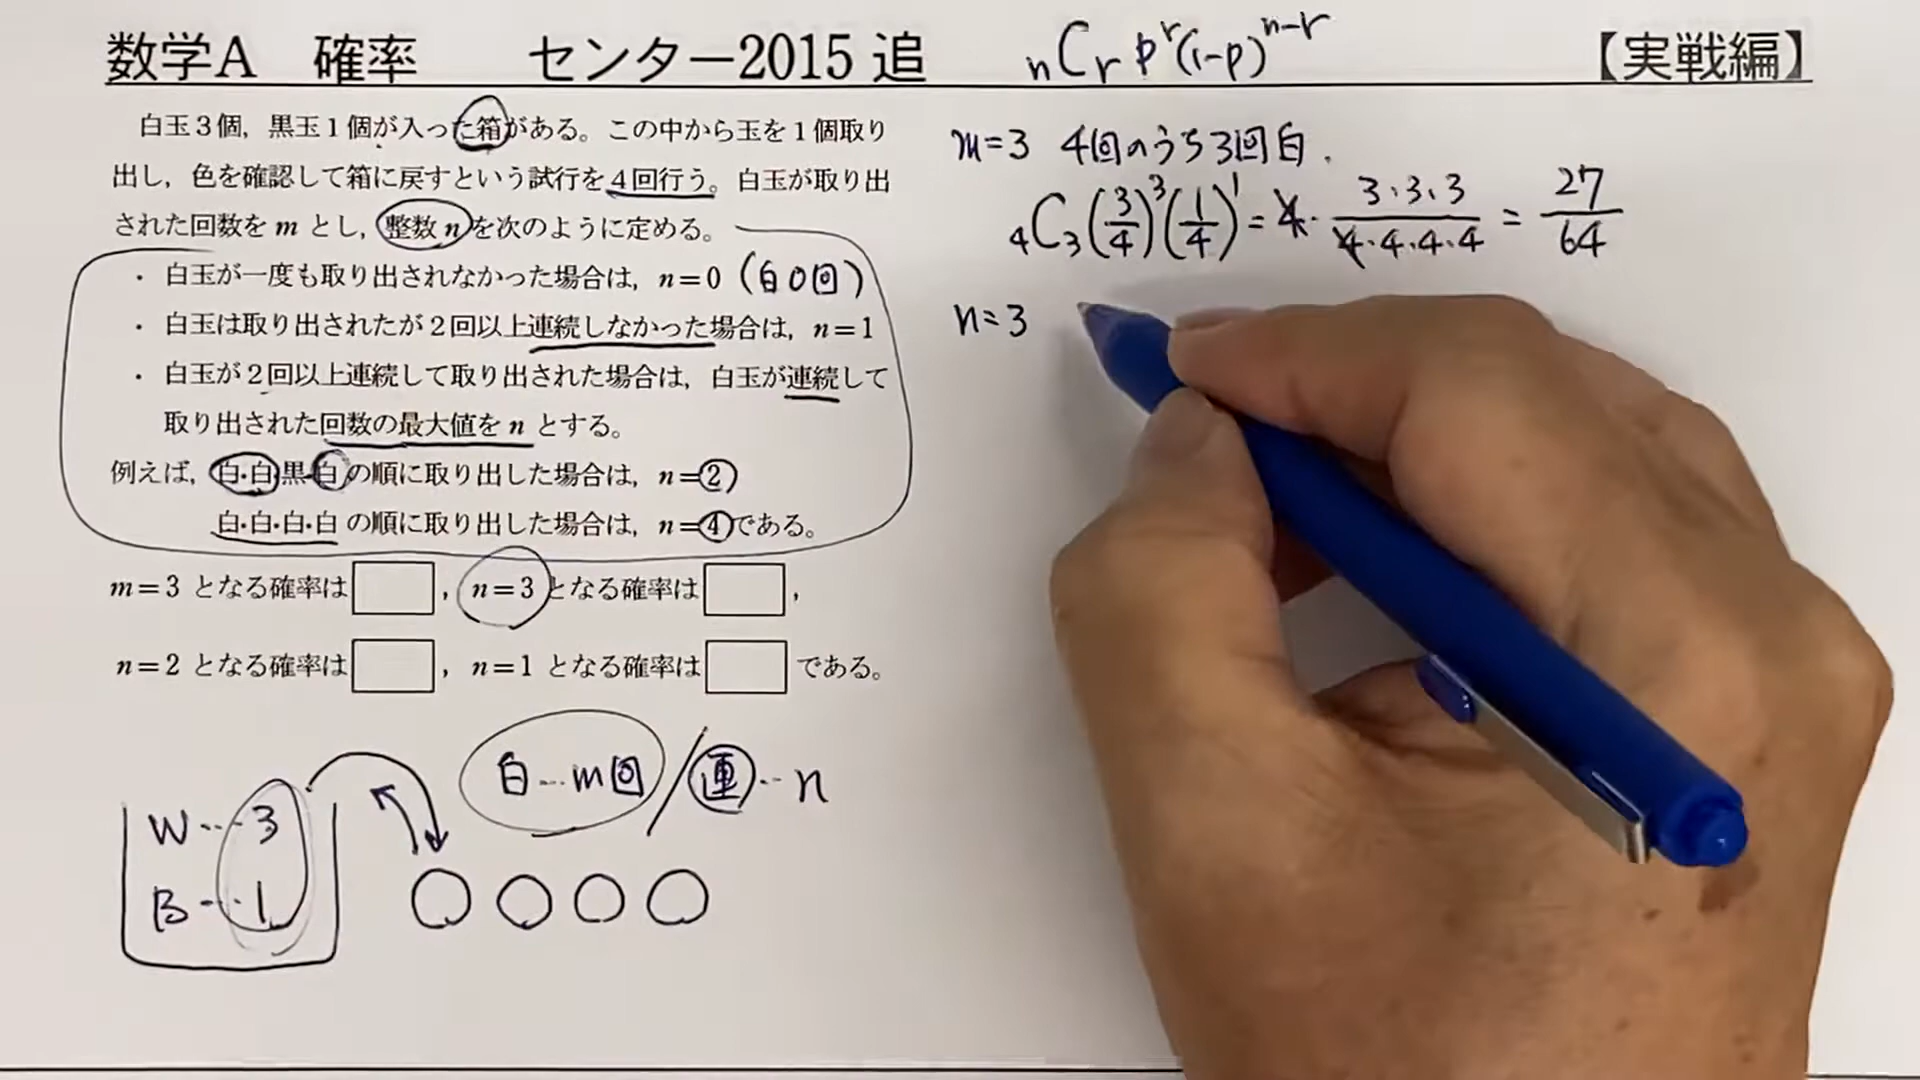 数学A 確率 センター2015 追 nCr p^r(1-p)^{n-r} 【実戦編】
白玉3個，黒玉1個が入った箱がある。この中から玉を1個取り
出し，色を確認して箱に戻すという試行を4回行う。白玉が取り出
された回数を m とし，整数 n を次のように定める。
・ 白玉が一度も取り出されなかった場合は，n=0 (白0回)
・ 白玉は取り出されたが2回以上連続しなかった場合は，n=1
・ 白玉が2回以上連続して取り出された場合は，白玉が連続して
取り出された回数の最大値を n とする。
例えば，白・白・黒・白 の順に取り出した場合は，n=2
白・白・白・白 の順に取り出した場合は，n=4である。
m=3 となる確率は ，n=3 となる確率は ，
n=2 となる確率は ，n=1 となる確率は である。
白…m回 / 連…n
W…3
B…1
m=3 4回のうち3回白.
4C3(3/4)^3(1/4)^1=4・3・3・3/4・4・4・4=27/64
n=3